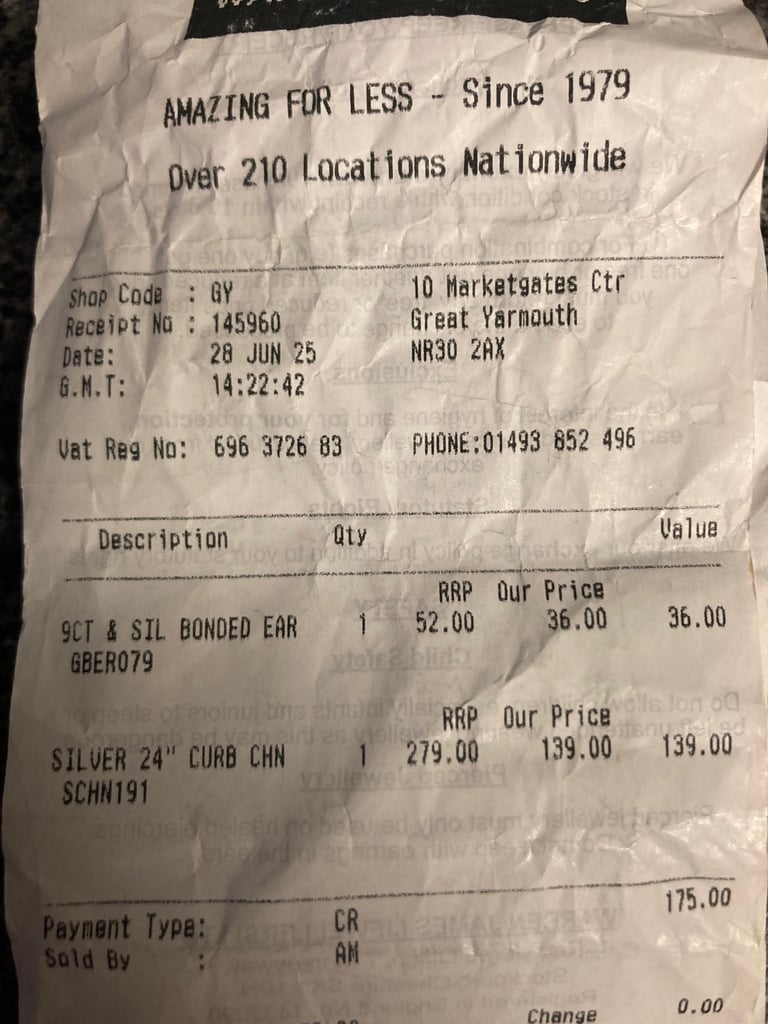 AMAZING FOR LESS - Since 1979
Over 210 Locations Nationwide
Shop Code : GY 10 Marketgates Ctr
Receipt No : 145960 Great Yarmouth
Date: 28 JUN 25 NR30 2AX
G.M.T: 14:22:42
Vat Reg No: 696 3726 83 PHONE:01493 852 496
Description Qty Value
RRP Our Price
9CT & SIL BONDED EAR 1 52.00 36.00 36.00
GBER079
RRP Our Price
SILVER 24" CURB CHN 1 279.00 139.00 139.00
SCHN191
175.00
Payment Type: CR
Sold By : AM
Change 0.00